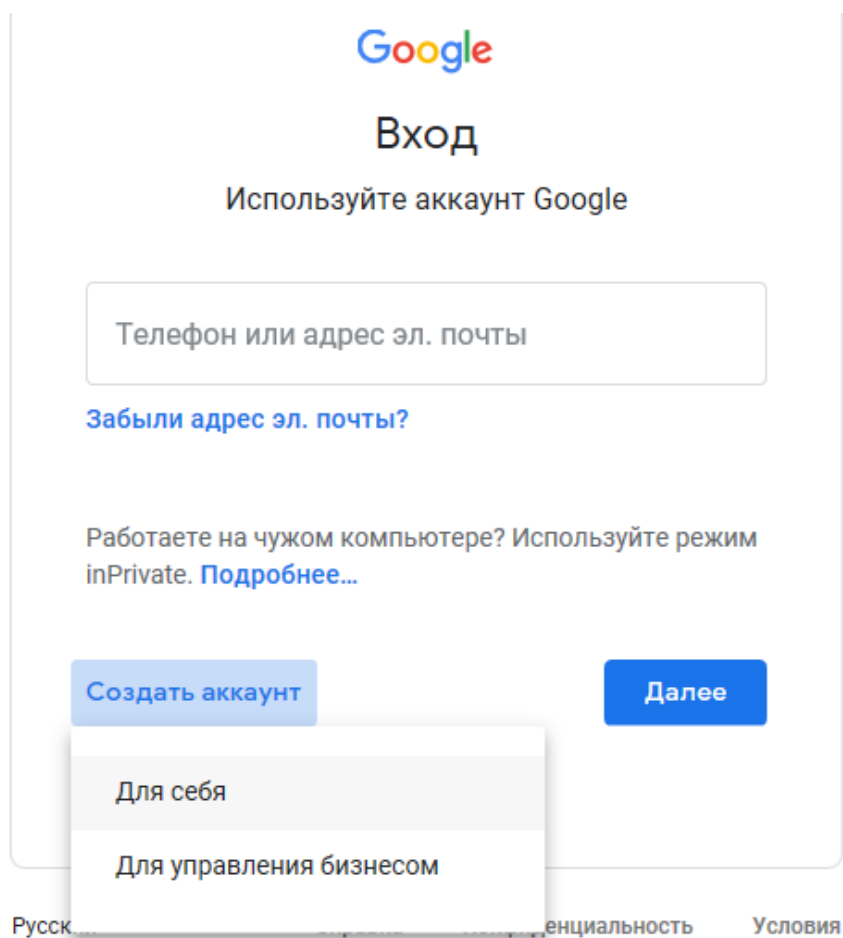 Google
Вход
Используйте аккаунт Google
Телефон или адрес эл. почты
Забыли адрес эл. почты?
Работаете на чужом компьютере? Используйте режим
inPrivate. Подробнее...
Создать аккаунт
Далее
Для себя
Для управления бизнесом
Условия